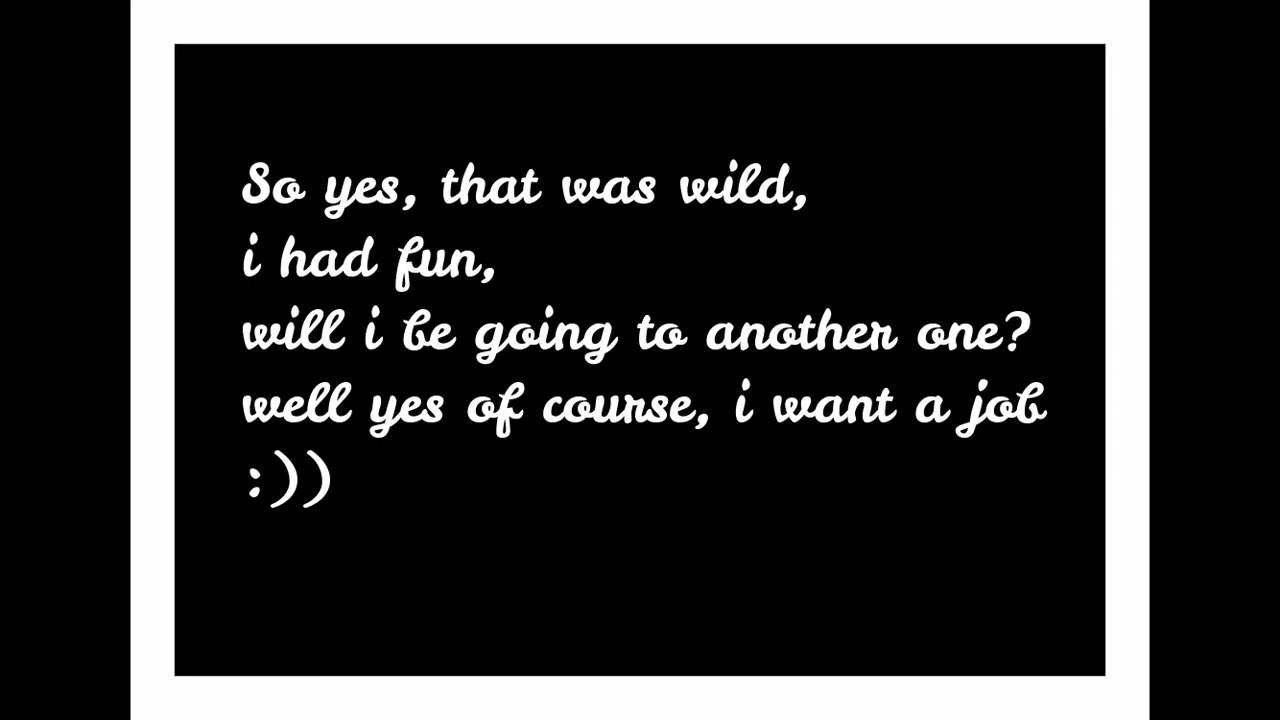 So yes, that was wild,
i had fun,
will i be going to another one?
well yes of course, i want a job
:))